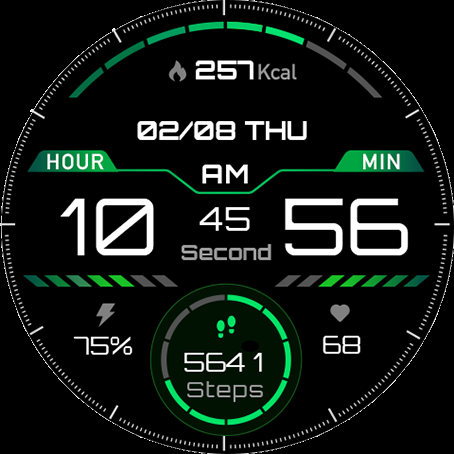 257 Kcal
02/08 THU
HOUR AM MIN
10 45 56
Second
75% 68
5641
Steps